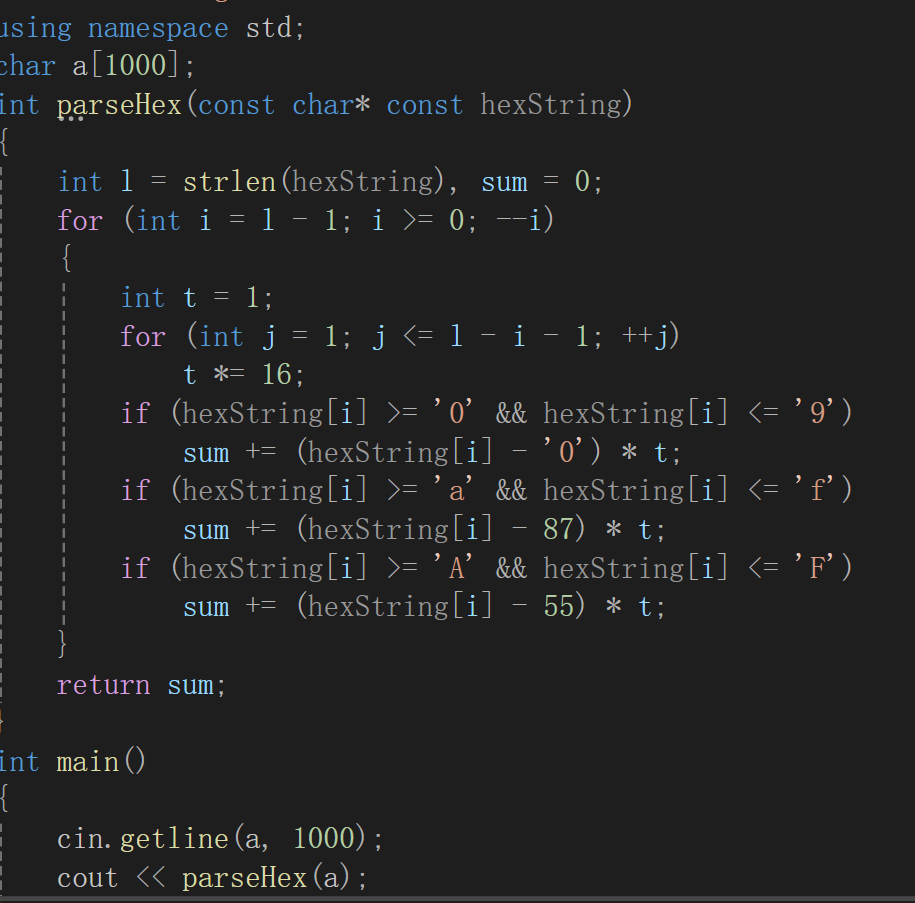 using namespace std;
char a[1000];
int parseHex(const char* const hexString)
{
    int l = strlen(hexString), sum = 0;
    for (int i = l - 1; i >= 0; --i)
    {
        int t = 1;
        for (int j = 1; j <= l - i - 1; ++j)
            t *= 16;
        if (hexString[i] >= '0' && hexString[i] <= '9')
            sum += (hexString[i] - '0') * t;
        if (hexString[i] >= 'a' && hexString[i] <= 'f')
            sum += (hexString[i] - 87) * t;
        if (hexString[i] >= 'A' && hexString[i] <= 'F')
            sum += (hexString[i] - 55) * t;
    }
    return sum;
}
int main()
{
    cin.getline(a, 1000);
    cout << parseHex(a);